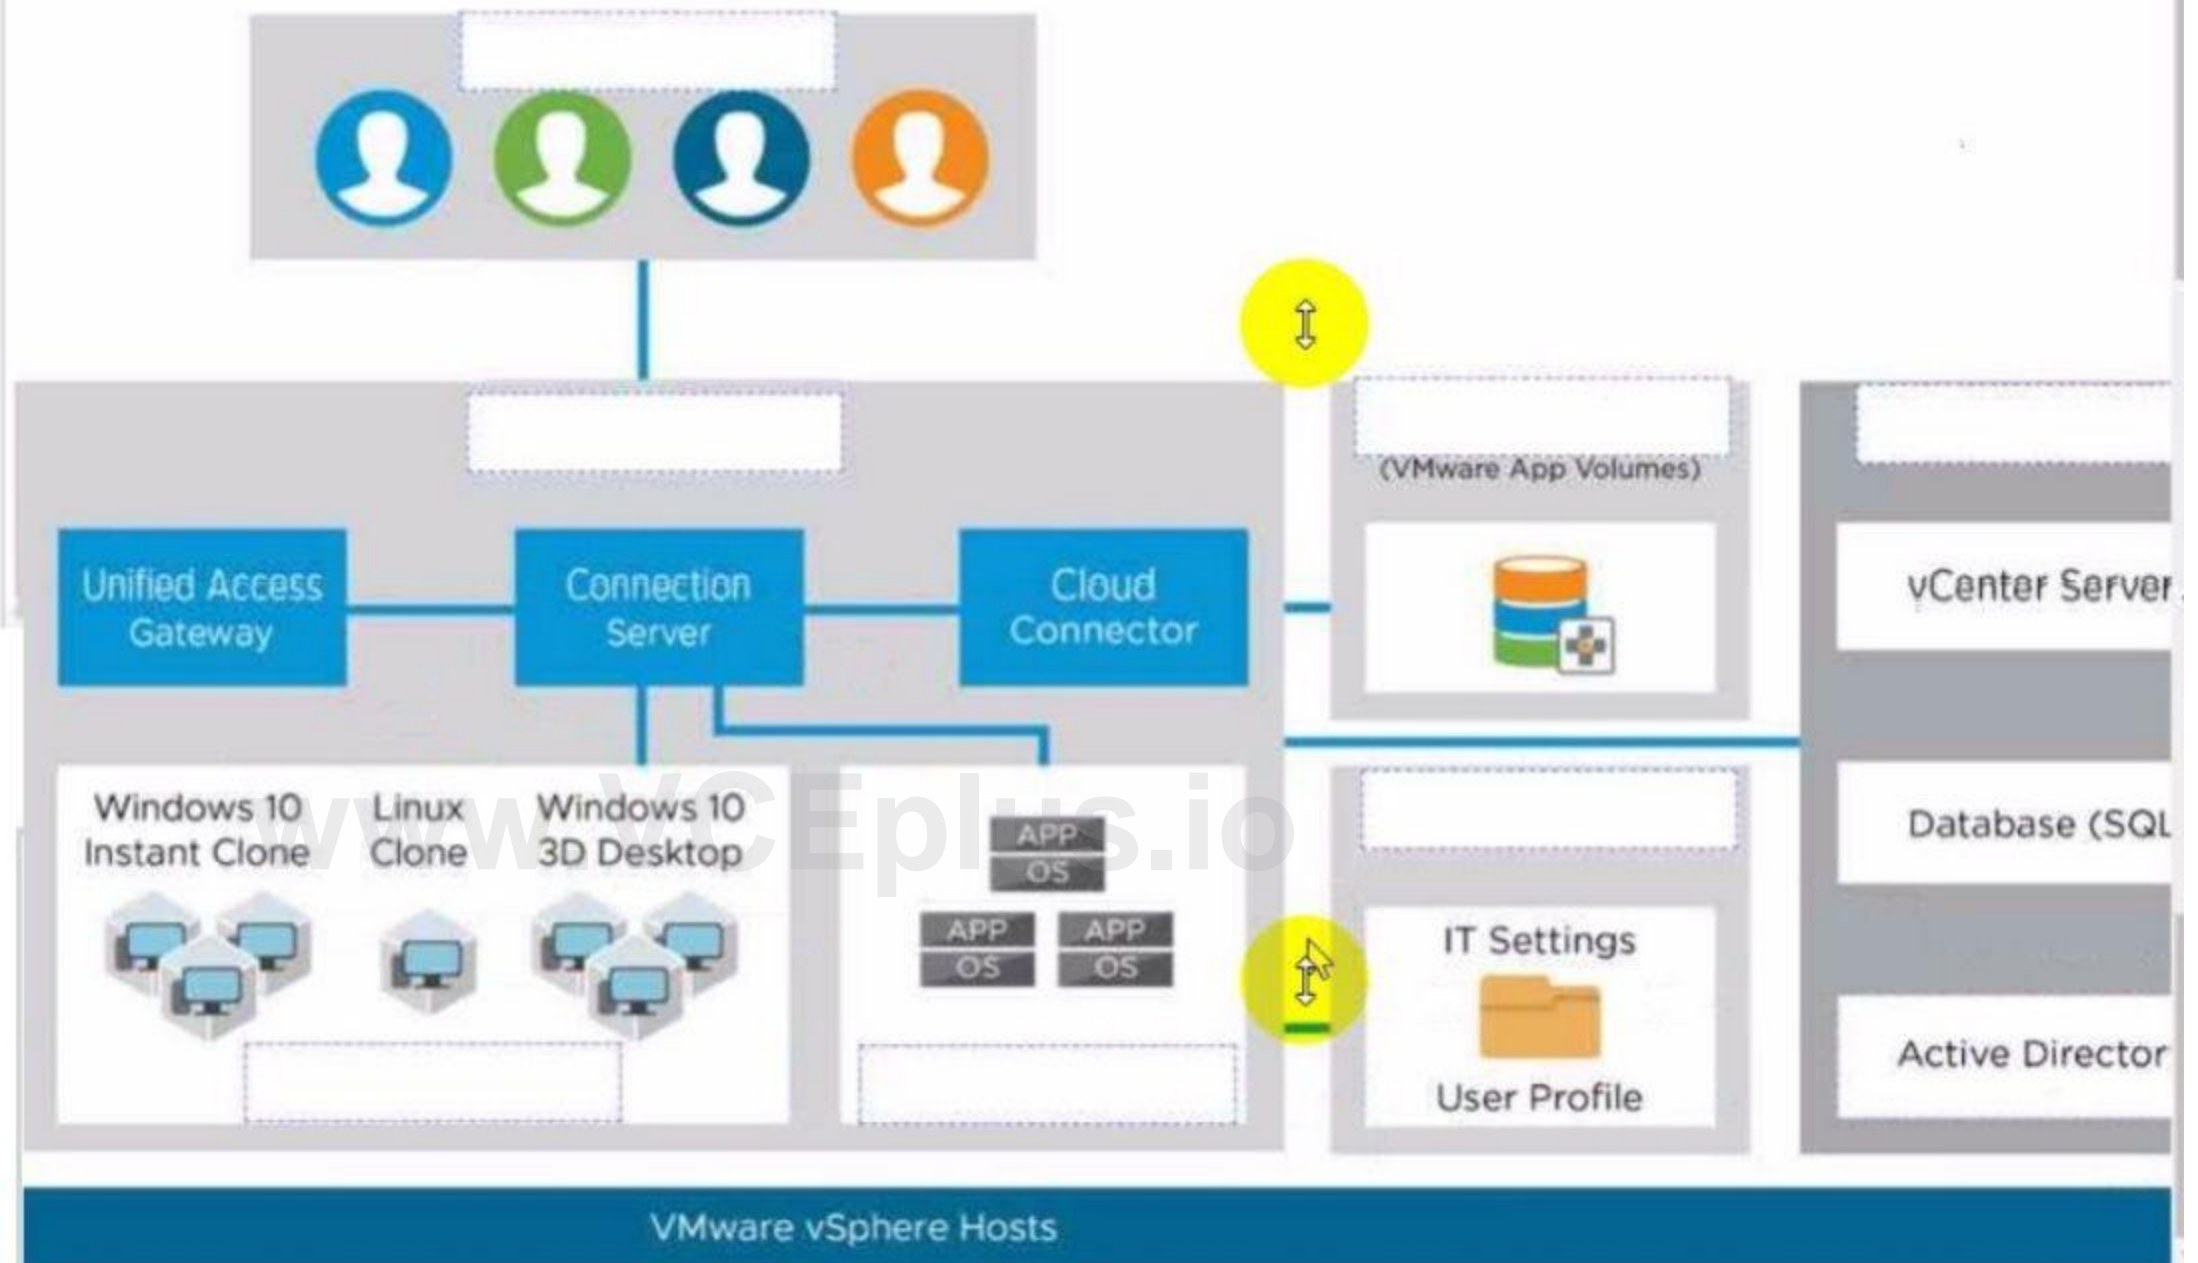 (VMware App Volumes)
Unified Access
Gateway
Connection
Server
Cloud
Connector
vCenter Server
Windows 10
Instant Clone
Linux
Clone
Windows 10
3D Desktop
www.VCEplus.io
APP
OS
APP
OS
APP
OS
Database (SQL
IT Settings
User Profile
Active Director
VMware vSphere Hosts